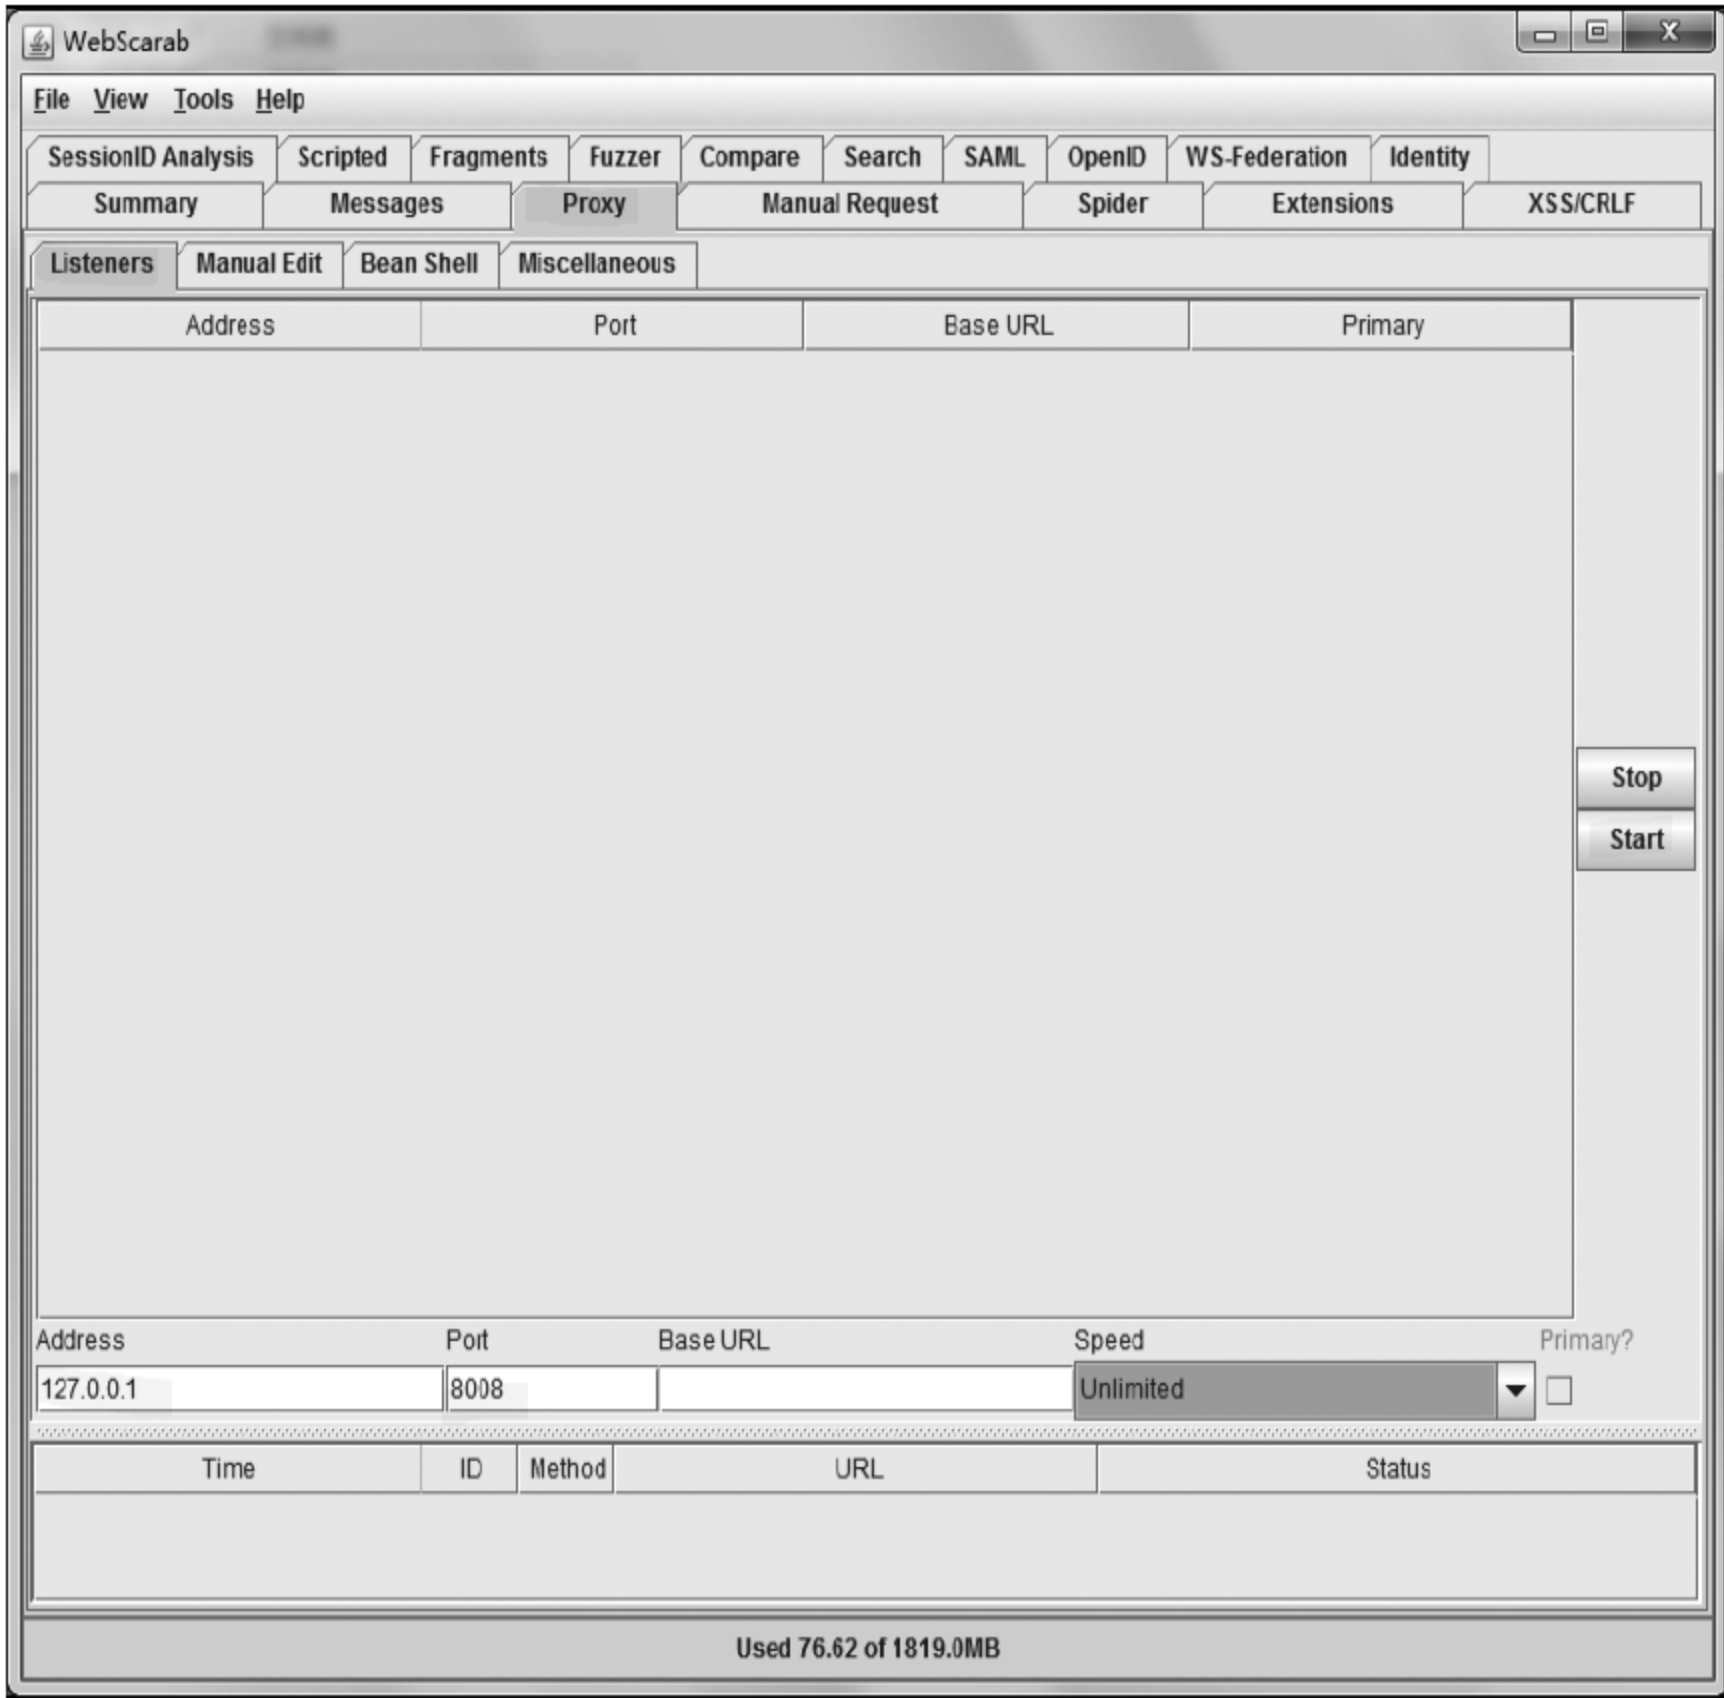 WebScarab
File View Tools Help
SessionID Analysis Scripted Fragments Fuzzer Compare Search SAML OpenID WS-Federation Identity
Summary Messages Proxy Manual Request Spider Extensions XSS/CRLF
Listeners Manual Edit Bean Shell Miscellaneous
Address Port Base URL Primary
Stop
Start
Address Port Base URL Speed Primary?
127.0.0.1 8008 Unlimited
Time ID Method URL Status
Used 76.62 of 1819.0MB